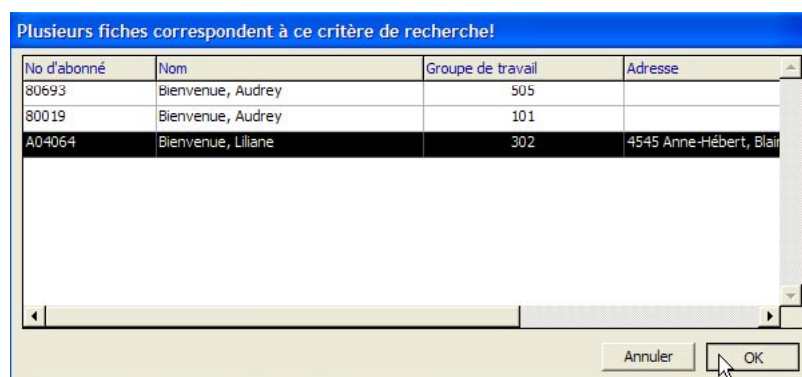 Plusieurs fiches correspondent à ce critère de recherche!
No d'abonné Nom Groupe de travail Adresse
80693 Bienvenue, Audrey 505
80019 Bienvenue, Audrey 101
A04064 Bienvenue, Liliane 302 4545 Anne-Hébert, Blain
Annuler OK